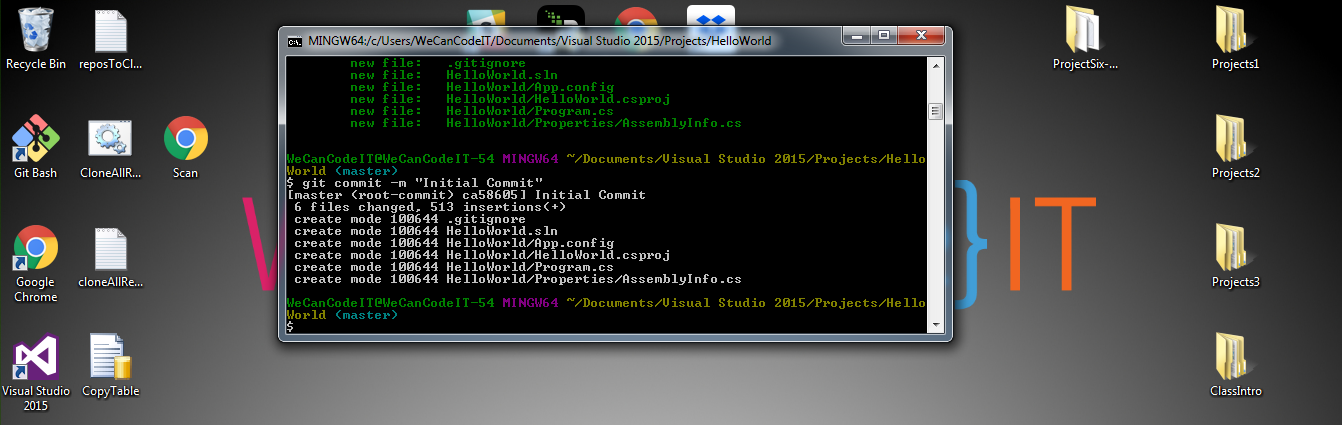 MINGW64:/c/Users/WeCanCodeIT/Documents/Visual Studio 2015/Projects/HelloWorld
new file: .gitignore
new file: HelloWorld.sln
new file: HelloWorld/App.config
new file: HelloWorld/HelloWorld.csproj
new file: HelloWorld/Program.cs
new file: HelloWorld/Properties/AssemblyInfo.cs
WeCanCodeIT@WeCanCodeIT-54 MINGW64 ~/Documents/Visual Studio 2015/Projects/Hello
World (master)
$ git commit -m "Initial Commit"
[master (root-commit) ca58605] Initial Commit
6 files changed, 513 insertions(+)
create mode 100644 .gitignore
create mode 100644 HelloWorld.sln
create mode 100644 HelloWorld/App.config
create mode 100644 HelloWorld/HelloWorld.csproj
create mode 100644 HelloWorld/Program.cs
create mode 100644 HelloWorld/Properties/AssemblyInfo.cs
WeCanCodeIT@WeCanCodeIT-54 MINGW64 ~/Documents/Visual Studio 2015/Projects/Hello
World (master)
$
Recycle Bin
reposToCl...
Git Bash
CloneAllR...
Scan
Google
Chrome
cloneAllRe...
Visual Studio
2015
CopyTable
ProjectSix-...
Projects1
Projects2
Projects3
ClassIntro
}IT